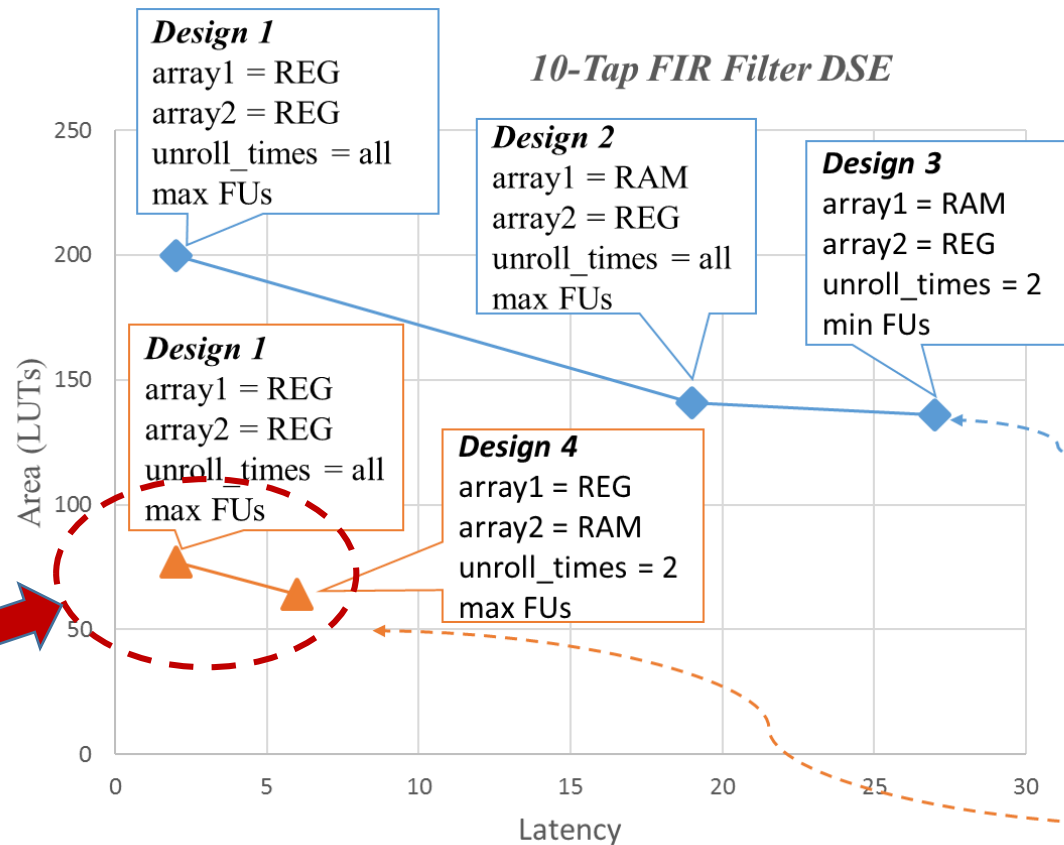 10-Tap FIR Filter DSE
Design 1
array1 = REG
array2 = REG
unroll_times = all
max FUs
Design 2
array1 = RAM
array2 = REG
unroll_times = all
max FUs
Design 3
array1 = RAM
array2 = REG
unroll_times = 2
min FUs
Design 1
array1 = REG
array2 = REG
unroll_times = all
max FUs
Design 4
array1 = REG
array2 = RAM
unroll_times = 2
max FUs
Area (LUTs)
250
200
150
100
50
0
0
5
10
15
20
25
30
Latency